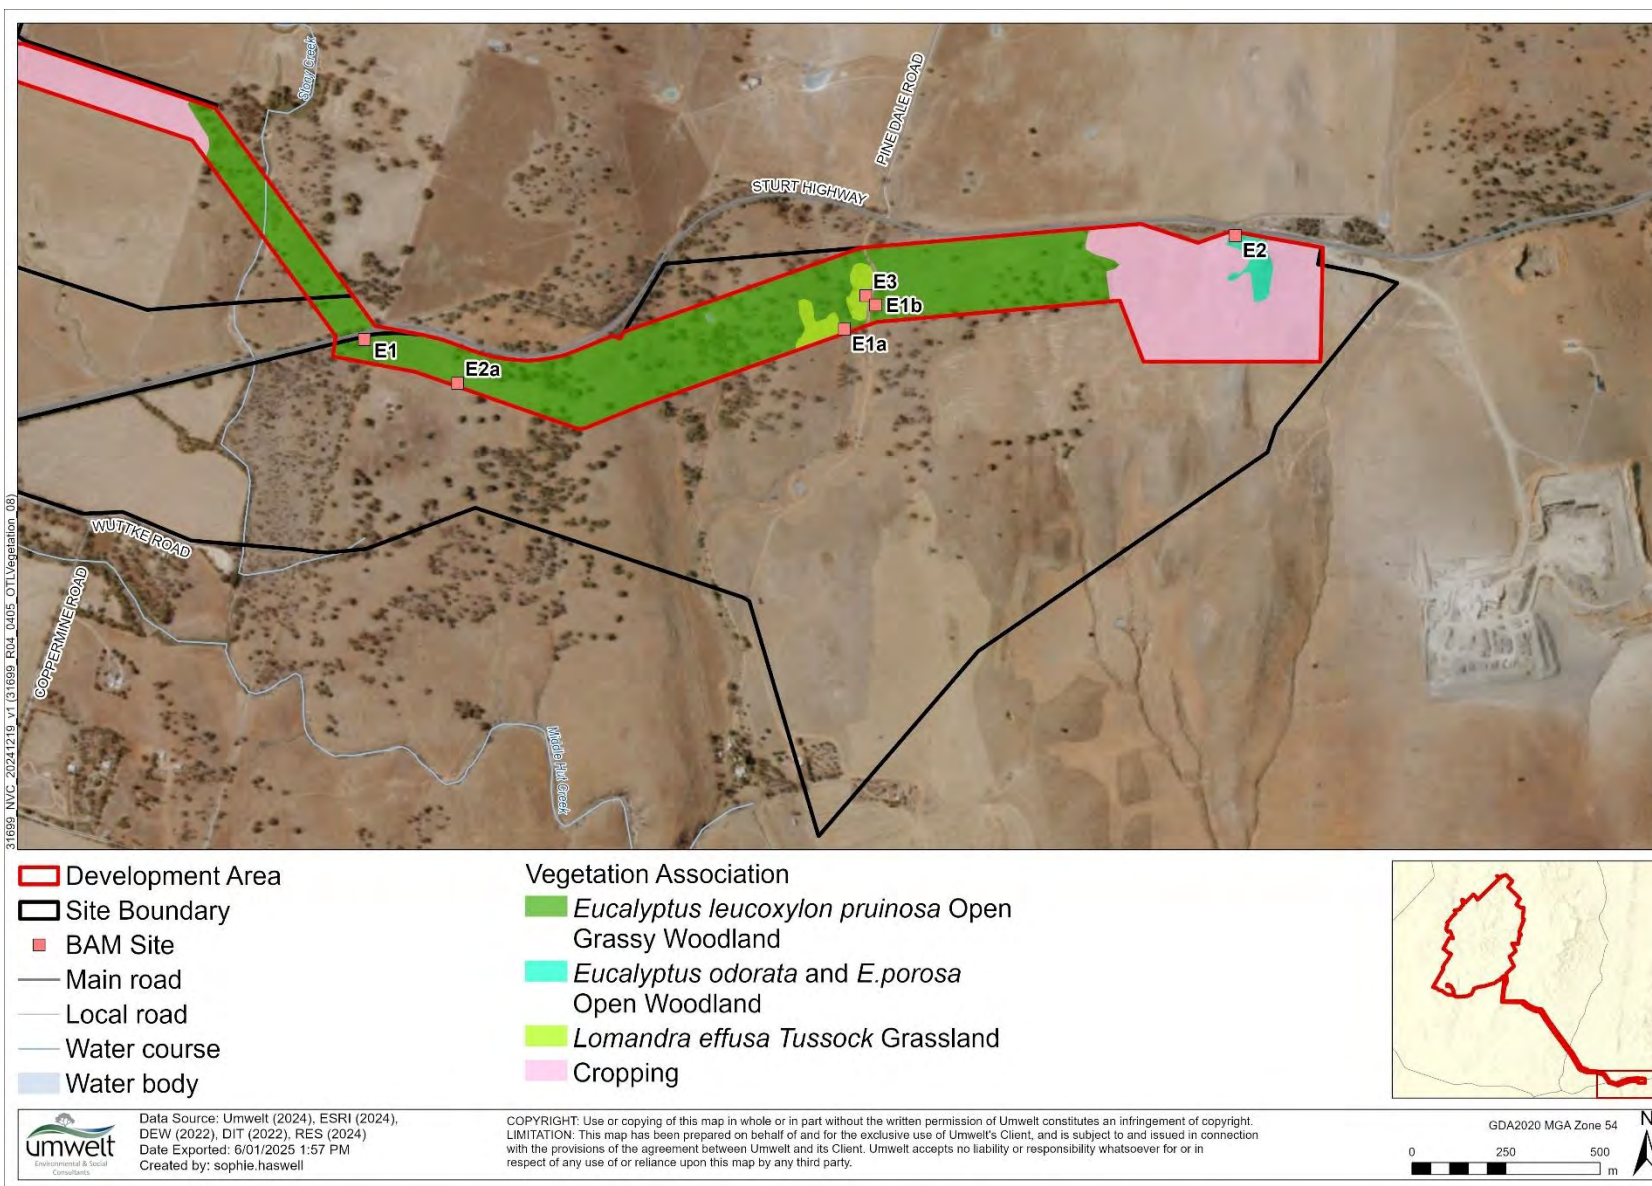 Stony Creek
PINE DALE ROAD
STURT HIGHWAY
E2
E3
E1b
E1a
E1
E2a
WUTTKE ROAD
COPPERMINE ROAD
Middle Hut Creek
31699_NVC_20241219_v1 (31699_R04_0405_OTLVegetation_08)
Development Area
Site Boundary
BAM Site
Main road
Local road
Water course
Water body
Vegetation Association
Eucalyptus leucoxylon pruinosa Open
Grassy Woodland
Eucalyptus odorata and E.porosa
Open Woodland
Lomandra effusa Tussock Grassland
Cropping
umwelt
Environmental & Social
Consultants
Data Source: Umwelt (2024), ESRI (2024),
DEW (2022), DIT (2022), RES (2024)
Date Exported: 6/01/2025 1:57 PM
Created by: sophie.haswell
COPYRIGHT: Use or copying of this map in whole or in part without the written permission of Umwelt constitutes an infringement of copyright.
LIMITATION: This map has been prepared on behalf of and for the exclusive use of Umwelt's Client, and is subject to and issued in connection
with the provisions of the agreement between Umwelt and its Client. Umwelt accepts no liability or responsibility whatsoever for or in
respect of any use of or reliance upon this map by any third party.
GDA2020 MGA Zone 54
N
0 250 500
m